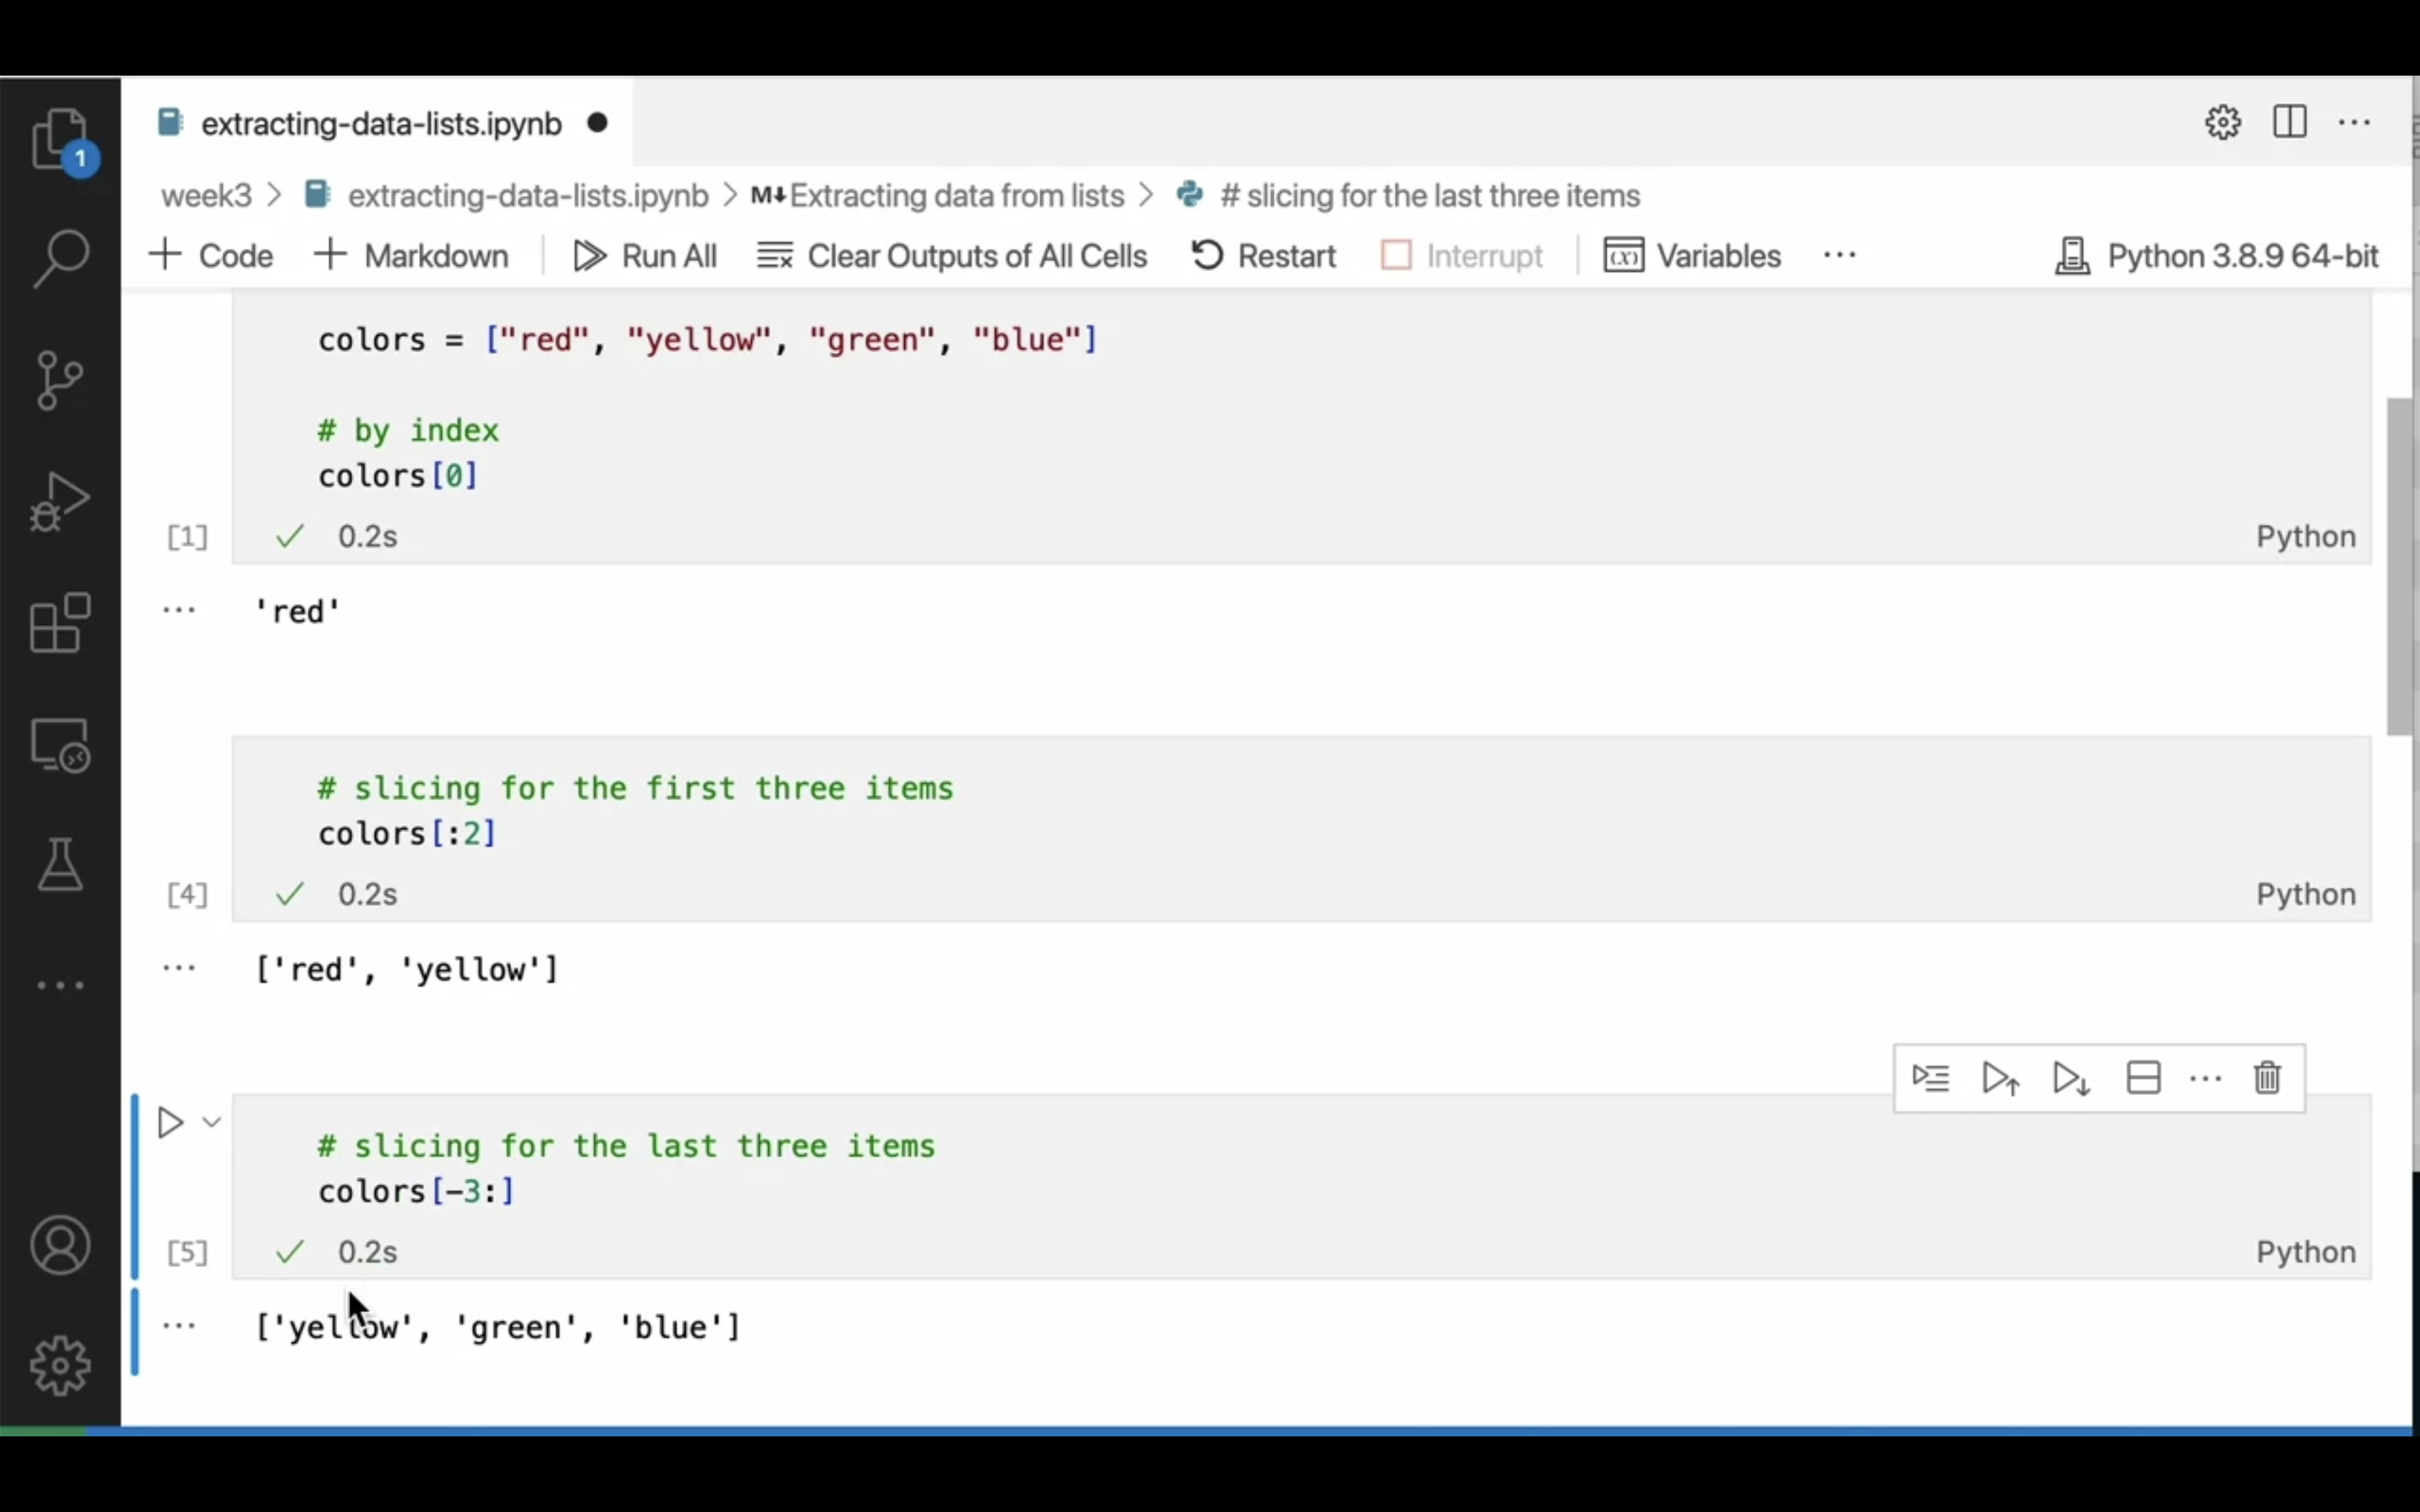 extracting-data-lists.ipynb
1
week3 > extracting-data-lists.ipynb > M↓Extracting data from lists > # slicing for the last three items
+ Code + Markdown Run All Clear Outputs of All Cells Restart Interrupt (x) Variables ... Python 3.8.9 64-bit
colors = ["red", "yellow", "green", "blue"]
# by index
colors[0]
[1] ✓ 0.2s Python
... 'red'
# slicing for the first three items
colors[:2]
[4] ✓ 0.2s Python
... ['red', 'yellow']
# slicing for the last three items
colors[-3:]
[5] ✓ 0.2s Python
... ['yellow', 'green', 'blue']